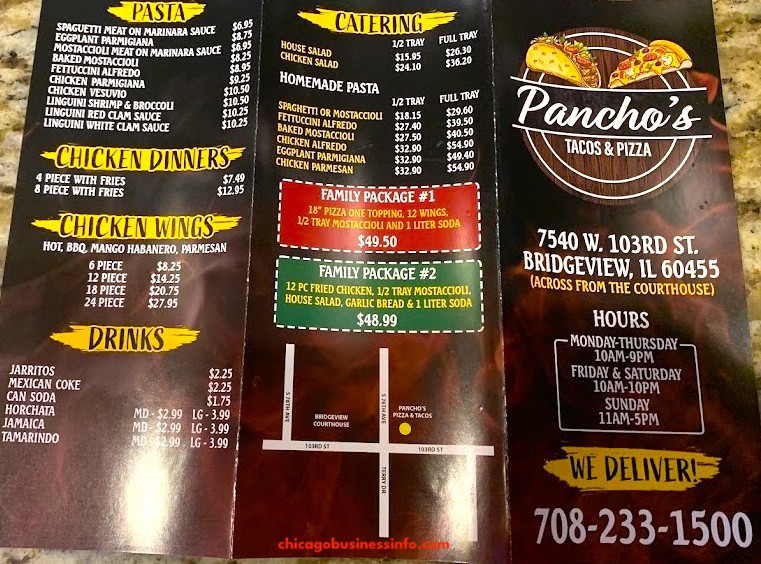 PASTA
SPAGHETTI MEAT ON MARINARA SAUCE $6.95
EGGPLANT PARMIGIANA $8.75
MOSTACCIOLI MEAT ON MARINARA SAUCE $6.95
BAKED MOSTACCIOLI $8.25
FETTUCCINI ALFREDO $8.95
CHICKEN PARMIGIANA $9.25
CHICKEN VESUVIO $10.50
LINGUINI SHRIMP & BROCCOLI $10.50
LINGUINI RED CLAM SAUCE $10.25
LINGUINI WHITE CLAM SAUCE $10.25
CHICKEN DINNERS
4 PIECE WITH FRIES $7.49
8 PIECE WITH FRIES $12.95
CHICKEN WINGS
HOT, BBQ, MANGO HABANERO, PARMESAN
6 PIECE $8.25
12 PIECE $14.25
18 PIECE $20.75
24 PIECE $27.95
DRINKS
JARRITOS $2.25
MEXICAN COKE $2.25
CAN SODA $1.75
HORCHATA MD - $2.99 LG - 3.99
JAMAICA MD - $2.99 LG - 3.99
TAMARINDO MD - $2.99 LG - 3.99
CATERING
1/2 TRAY FULL TRAY
HOUSE SALAD $15.95 $26.30
CHICKEN SALAD $24.10 $36.20
HOMEMADE PASTA
1/2 TRAY FULL TRAY
SPAGHETTI OR MOSTACCIOLI $18.15 $29.60
FETTUCCINI ALFREDO $27.40 $39.50
BAKED MOSTACCIOLI $27.50 $40.50
CHICKEN ALFREDO $32.90 $54.90
EGGPLANT PARMIGIANA $32.90 $49.40
CHICKEN PARMESAN $32.90 $54.90
FAMILY PACKAGE #1
18" PIZZA ONE TOPPING, 12 WINGS,
1/2 TRAY MOSTACCIOLI AND 1 LITER SODA
$49.50
FAMILY PACKAGE #2
12 PC FRIED CHICKEN, 1/2 TRAY MOSTACCIOLI,
HOUSE SALAD, GARLIC BREAD & 1 LITER SODA
$48.99
S 76TH AVE
BRIDGEVIEW
COURTHOUSE
S 76TH AVE
PANCHO'S
PIZZA & TACOS
103RD ST
103RD ST
TERRY DR
chicagobusinessinfo.com
Pancho's
TACOS & PIZZA
7540 W. 103RD ST.
BRIDGEVIEW, IL 60455
(ACROSS FROM THE COURTHOUSE)
HOURS
MONDAY-THURSDAY
10AM-9PM
FRIDAY & SATURDAY
10AM-10PM
SUNDAY
11AM-5PM
WE DELIVER!
708-233-1500